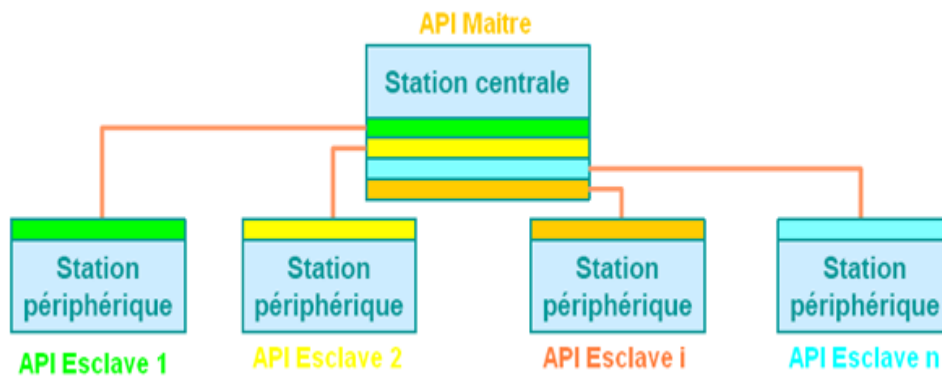 API Maitre
Station centrale
Station périphérique
Station périphérique
Station périphérique
Station périphérique
API Esclave 1
API Esclave 2
API Esclave i
API Esclave n